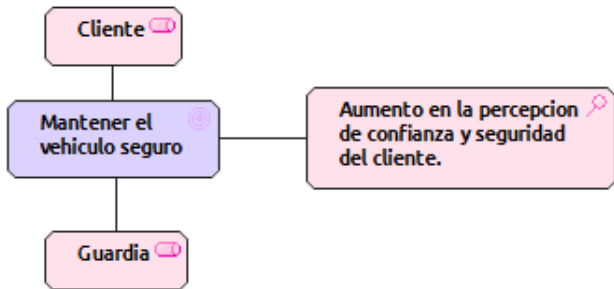 Cliente
Mantener el
vehiculo seguro
Aumento en la percepcion
de confianza y seguridad
del cliente.
Guardia